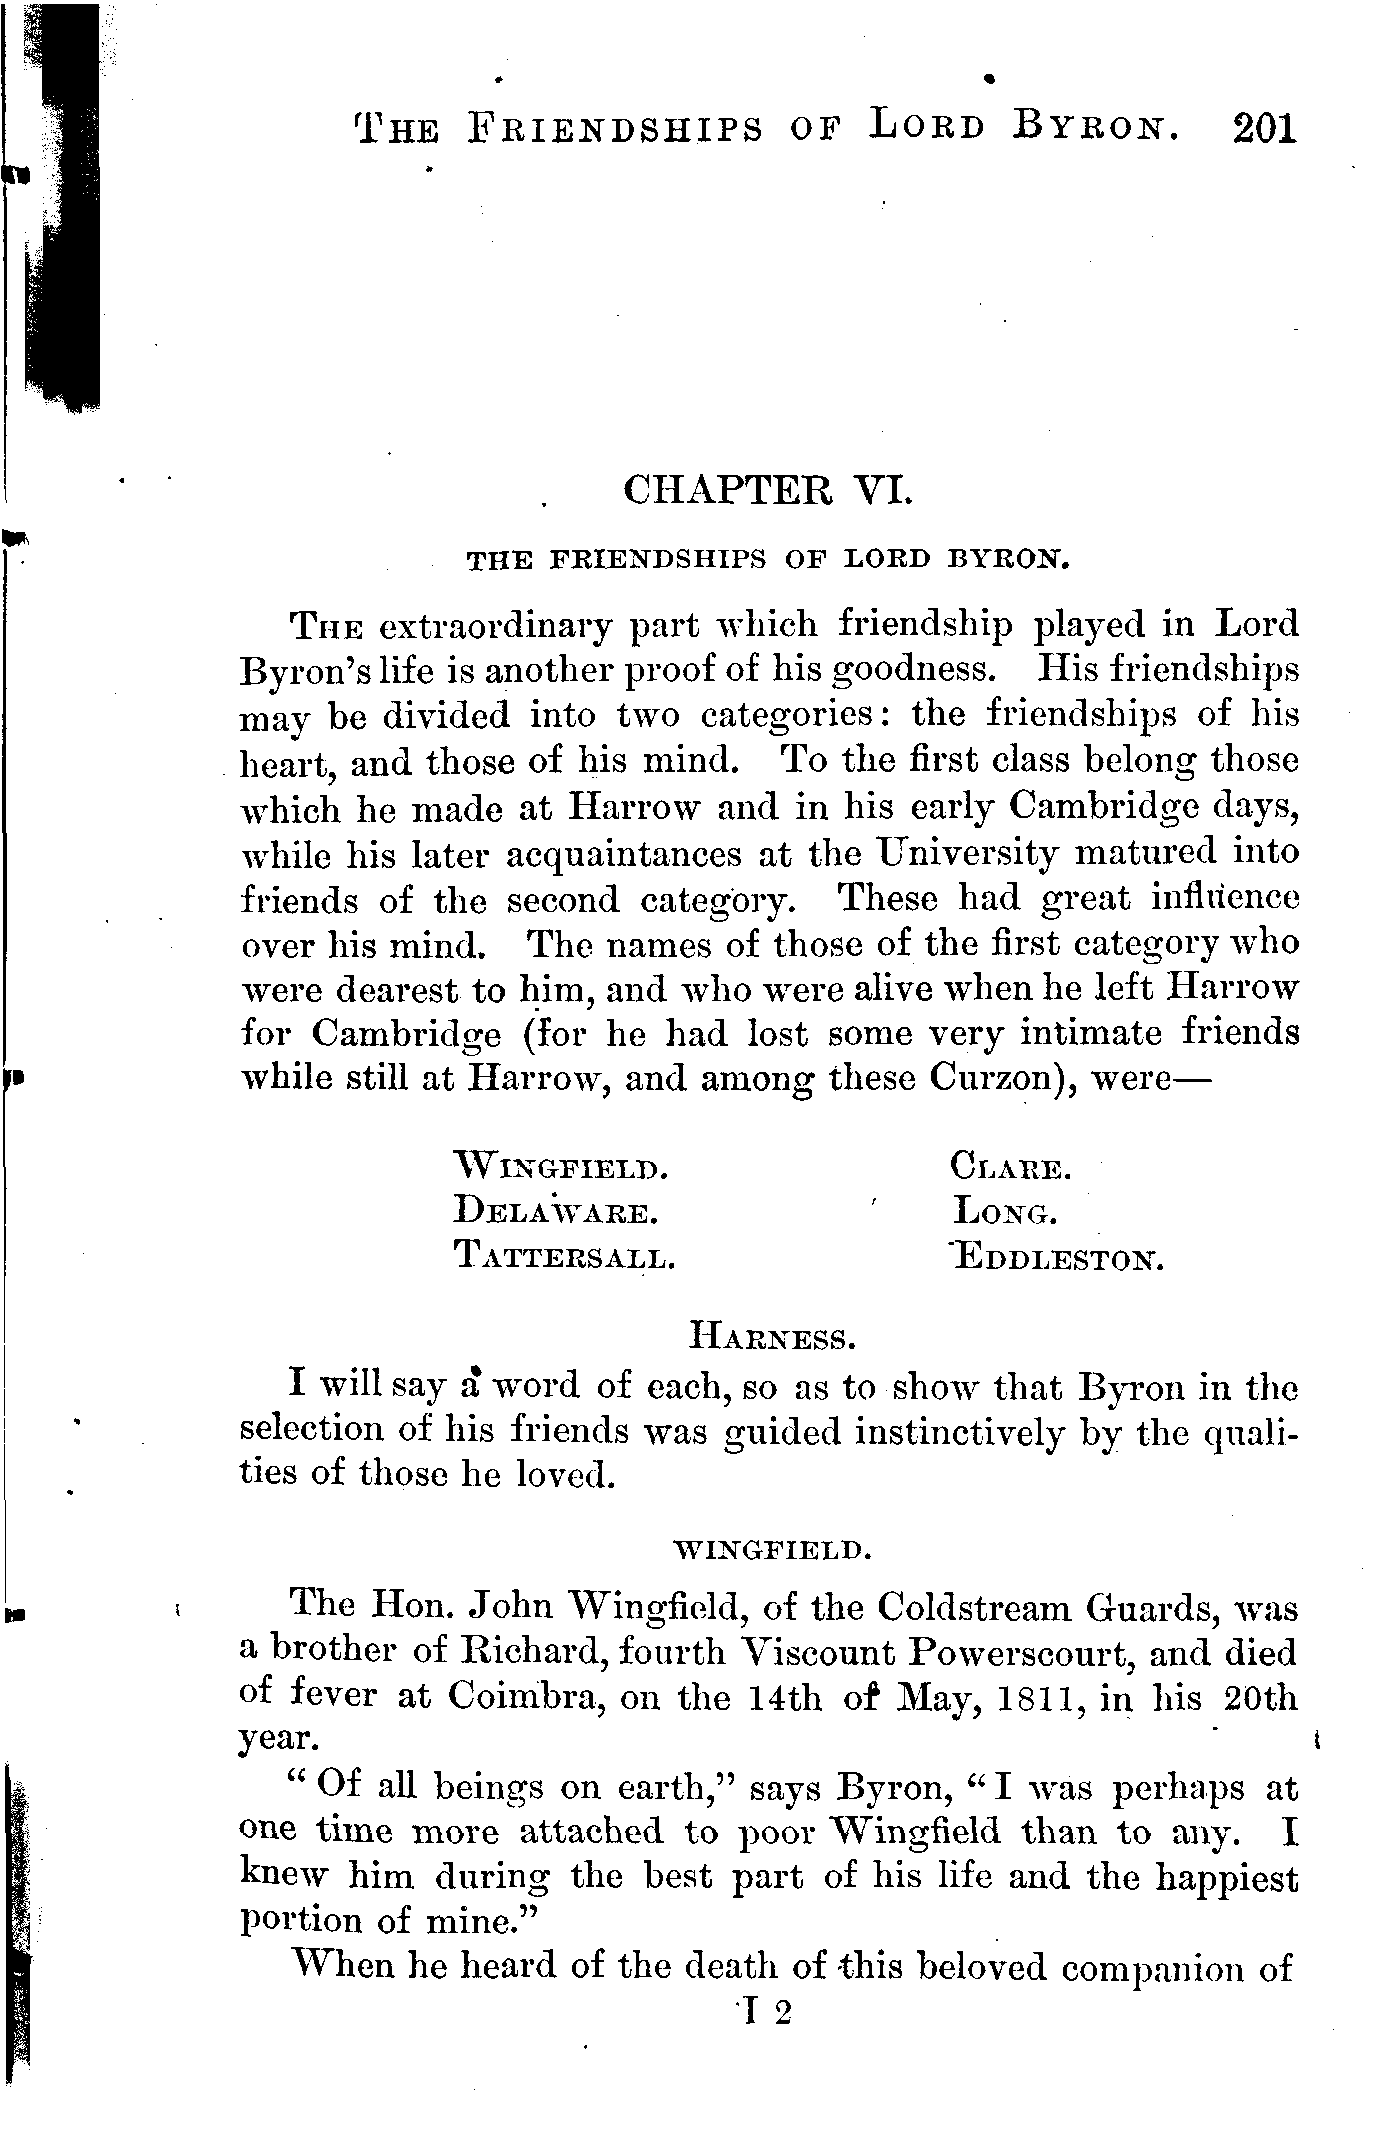 THE FRIENDSHIPS OF LORD BYRON. 201
CHAPTER VI.
THE FRIENDSHIPS OF LORD BYRON.
THE extraordinary part which friendship played in Lord
Byron's life is another proof of his goodness. His friendships
may be divided into two categories: the friendships of his
heart, and those of his mind. To the first class belong those
which he made at Harrow and in his early Cambridge days,
while his later acquaintances at the University matured into
friends of the second category. These had great influence
over his mind. The names of those of the first category who
were dearest to him, and who were alive when he left Harrow
for Cambridge (for he had lost some very intimate friends
while still at Harrow, and among these Curzon), were—
WINGFIELD. CLARE.
DELAWARE. LONG.
TATTERSALL. EDDLESTON.
HARNESS.
I will say a word of each, so as to show that Byron in the
selection of his friends was guided instinctively by the quali-
ties of those he loved.
WINGFIELD.
The Hon. John Wingfield, of the Coldstream Guards, was
a brother of Richard, fourth Viscount Powerscourt, and died
of fever at Coimbra, on the 14th of May, 1811, in his 20th
year.
"Of all beings on earth," says Byron, "I was perhaps at
one time more attached to poor Wingfield than to any. I
knew him during the best part of his life and the happiest
portion of mine."
When he heard of the death of this beloved companion of
I 2